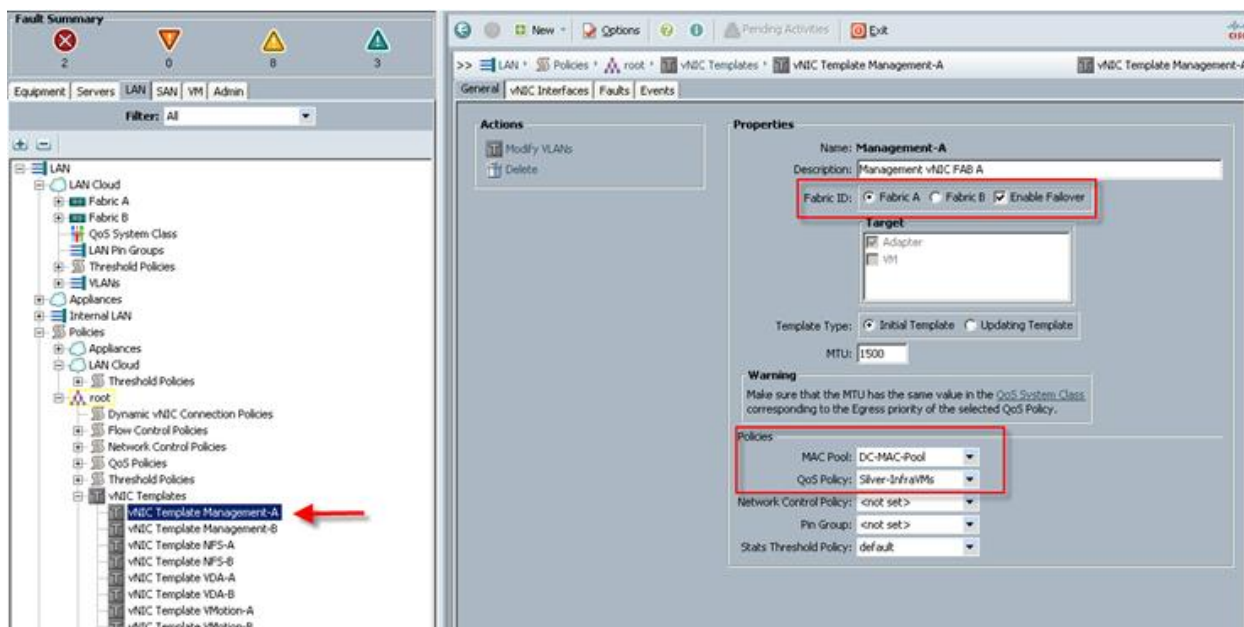 Fault Summary
2 0 8 3
Equipment Servers LAN SAN VM Admin
Filter: All
LAN
LAN Cloud
Fabric A
Fabric B
QoS System Class
LAN Pin Groups
Threshold Policies
VLANs
Appliances
Internal LAN
Policies
Appliances
LAN Cloud
Threshold Policies
root
Dynamic vNIC Connection Policies
Flow Control Policies
Network Control Policies
QoS Policies
Threshold Policies
vNIC Templates
vNIC Template Management-A
vNIC Template Management-B
vNIC Template NFS-A
vNIC Template NFS-B
vNIC Template VDA-A
vNIC Template VDA-B
vNIC Template VMotion-A
vNIC Template VMotion-B
New Options Pending Activities Exit
>> LAN Policies root vNIC Templates vNIC Template Management-A vNIC Template Management-A
General vNIC Interfaces Faults Events
Actions
Modify VLANs
Delete
Properties
Name: Management-A
Description: Management vNIC FAB A
Fabric ID: Fabric A Fabric B Enable Failover
Target
Adapter
VM
Template Type: Initial Template Updating Template
MTU: 1500
Warning
Make sure that the MTU has the same value in the QoS System Class
corresponding to the Egress priority of the selected QoS Policy.
Policies
MAC Pool: DC-MAC-Pool
QoS Policy: Silver-InfraVMs
Network Control Policy: <not set>
Pin Group: <not set>
Stats Threshold Policy: default